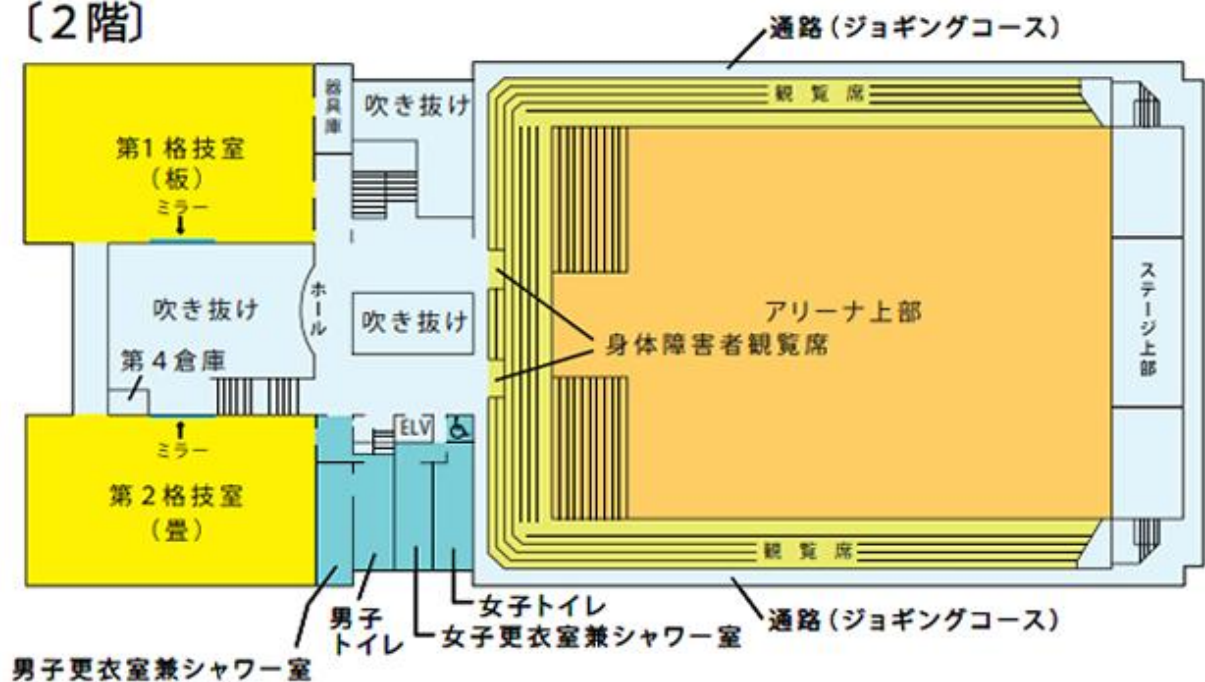 〔２階〕
通路（ジョギングコース）
器具庫
吹き抜け
観覧席
第1格技室
（板）
ミラー
ホール
吹き抜け
吹き抜け
アリーナ上部
ステージ上部
身体障害者観覧席
第４倉庫
ミラー
ELV
第２格技室
（畳）
観覧席
女子トイレ
男子
トイレ
女子更衣室兼シャワー室
通路（ジョギングコース）
男子更衣室兼シャワー室